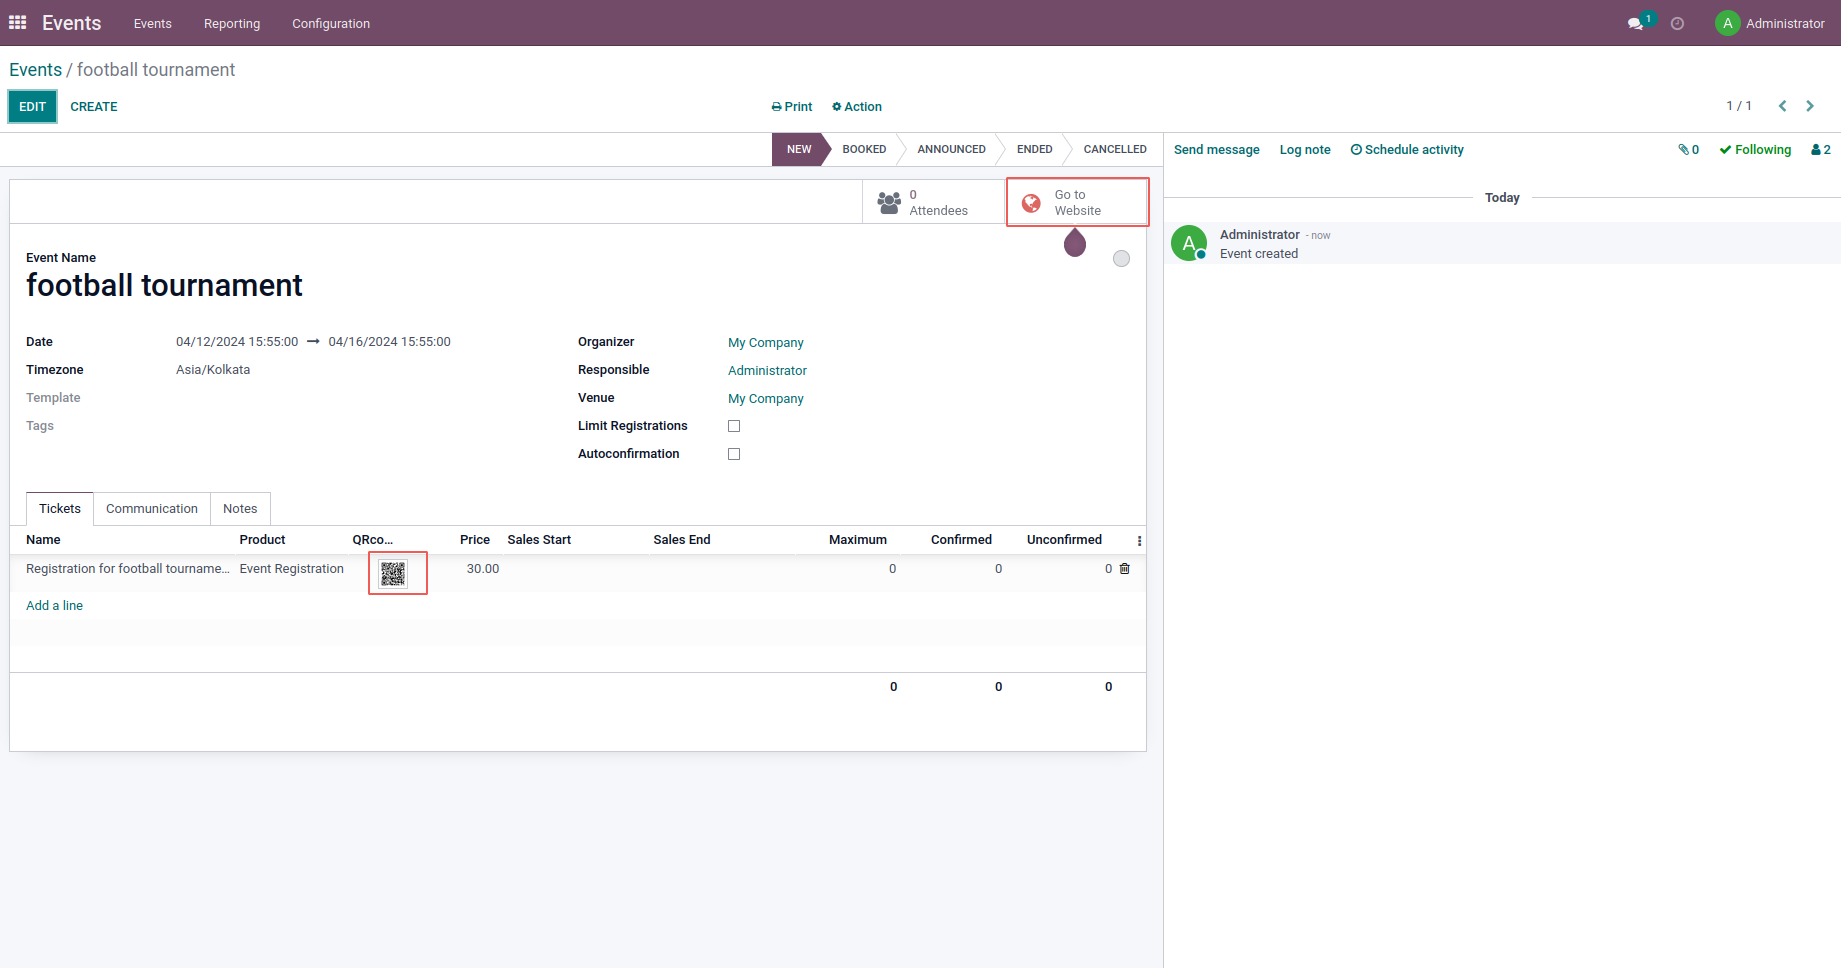 Events Events Reporting Configuration 1 A Administrator
Events / football tournament
EDIT CREATE Print Action 1 / 1
NEW BOOKED ANNOUNCED ENDED CANCELLED
0
Attendees
Go to
Website
Event Name
football tournament
Date 04/12/2024 15:55:00 04/16/2024 15:55:00
Timezone Asia/Kolkata
Template
Tags
Organizer My Company
Responsible Administrator
Venue My Company
Limit Registrations
Autoconfirmation
Tickets Communication Notes
Name Product QRco... Price Sales Start Sales End Maximum Confirmed Unconfirmed
Registration for football tourname... Event Registration 30.00 0 0 0
Add a line
0 0 0
Send message Log note Schedule activity 0 Following 2
Today
A Administrator - now
Event created